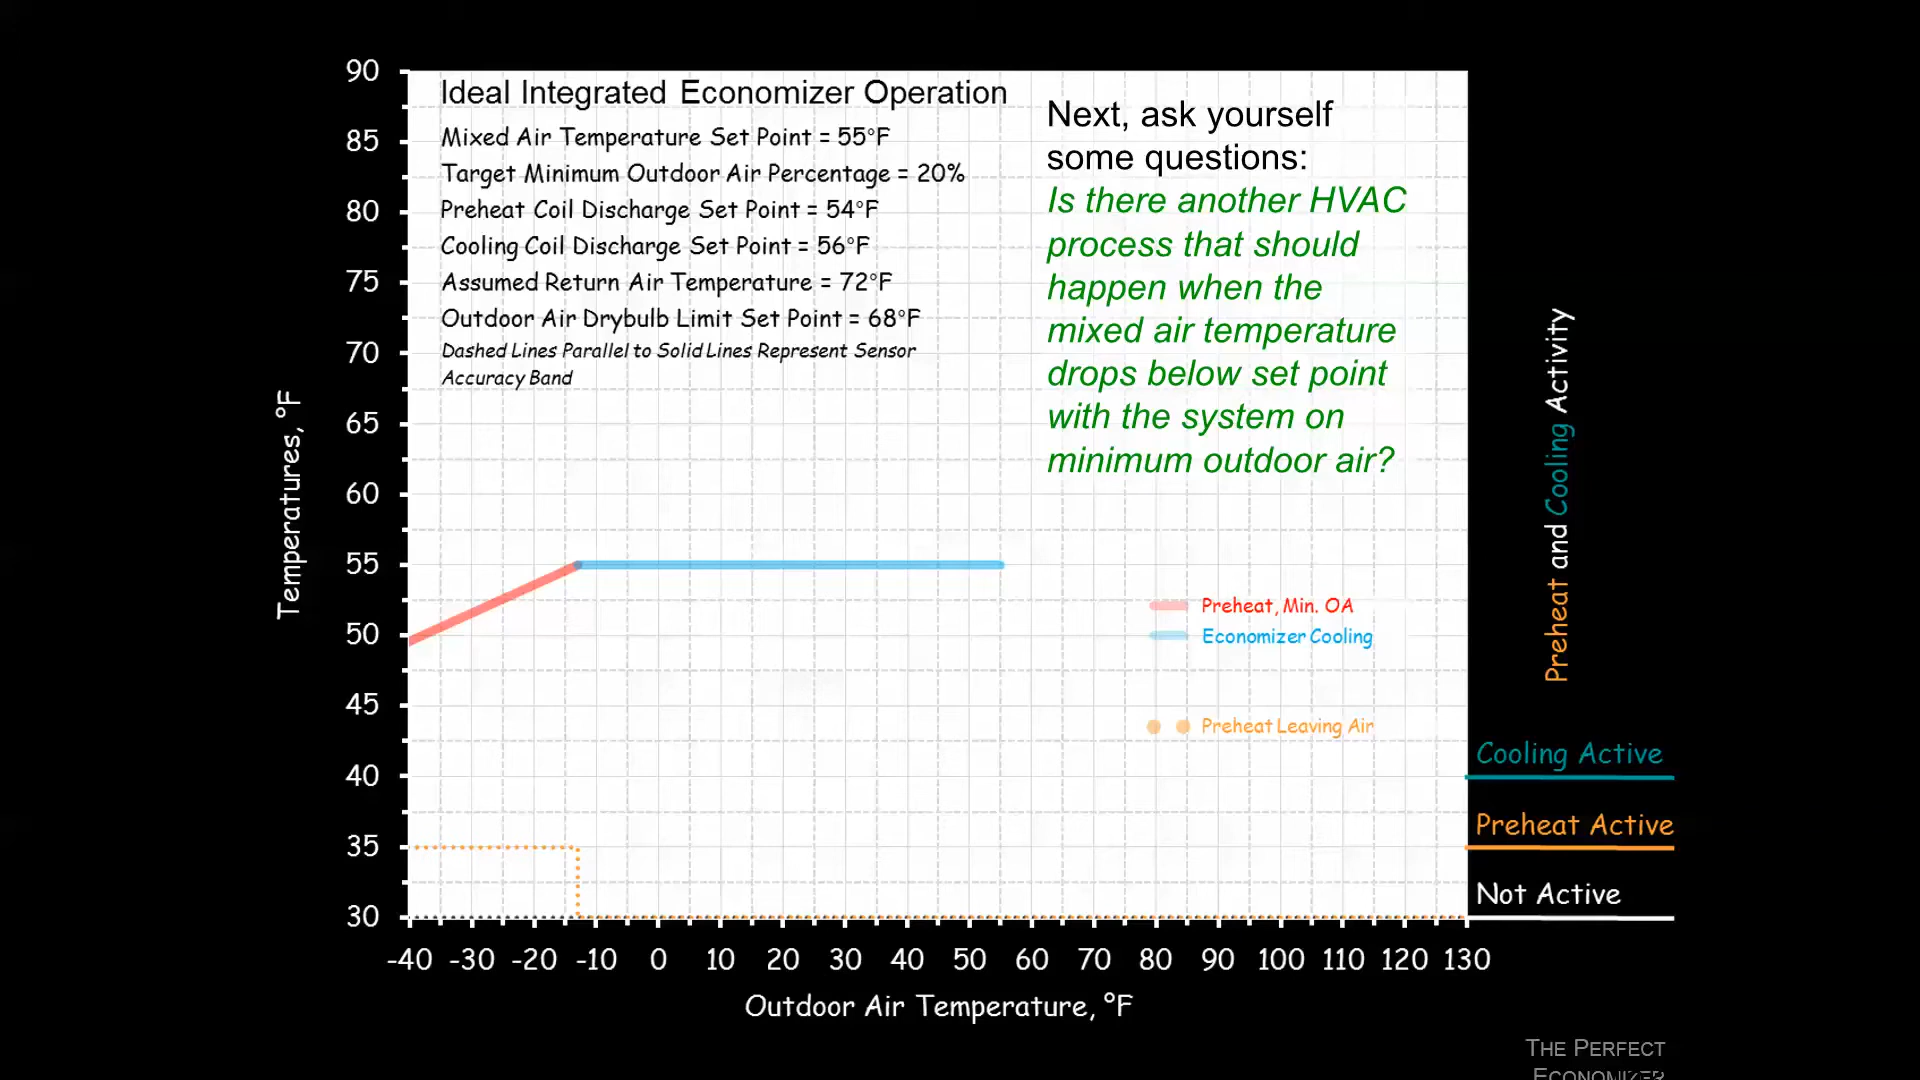 Ideal Integrated Economizer Operation
Mixed Air Temperature Set Point = 55°F
Target Minimum Outdoor Air Percentage = 20%
Preheat Coil Discharge Set Point = 54°F
Cooling Coil Discharge Set Point = 56°F
Assumed Return Air Temperature = 72°F
Outdoor Air Drybulb Limit Set Point = 68°F
Dashed Lines Parallel to Solid Lines Represent Sensor
Accuracy Band
Next, ask yourself
some questions:
Is there another HVAC
process that should
happen when the
mixed air temperature
drops below set point
with the system on
minimum outdoor air?
90
85
80
75
70
65
60
55
50
45
40
35
30
Temperatures, °F
Preheat, Min. OA
Economizer Cooling
Preheat Leaving Air
Preheat and Cooling Activity
Cooling Active
Preheat Active
Not Active
-40 -30 -20 -10 0 10 20 30 40 50 60 70 80 90 100 110 120 130
Outdoor Air Temperature, °F
THE PERFECT
ECONOMIZER